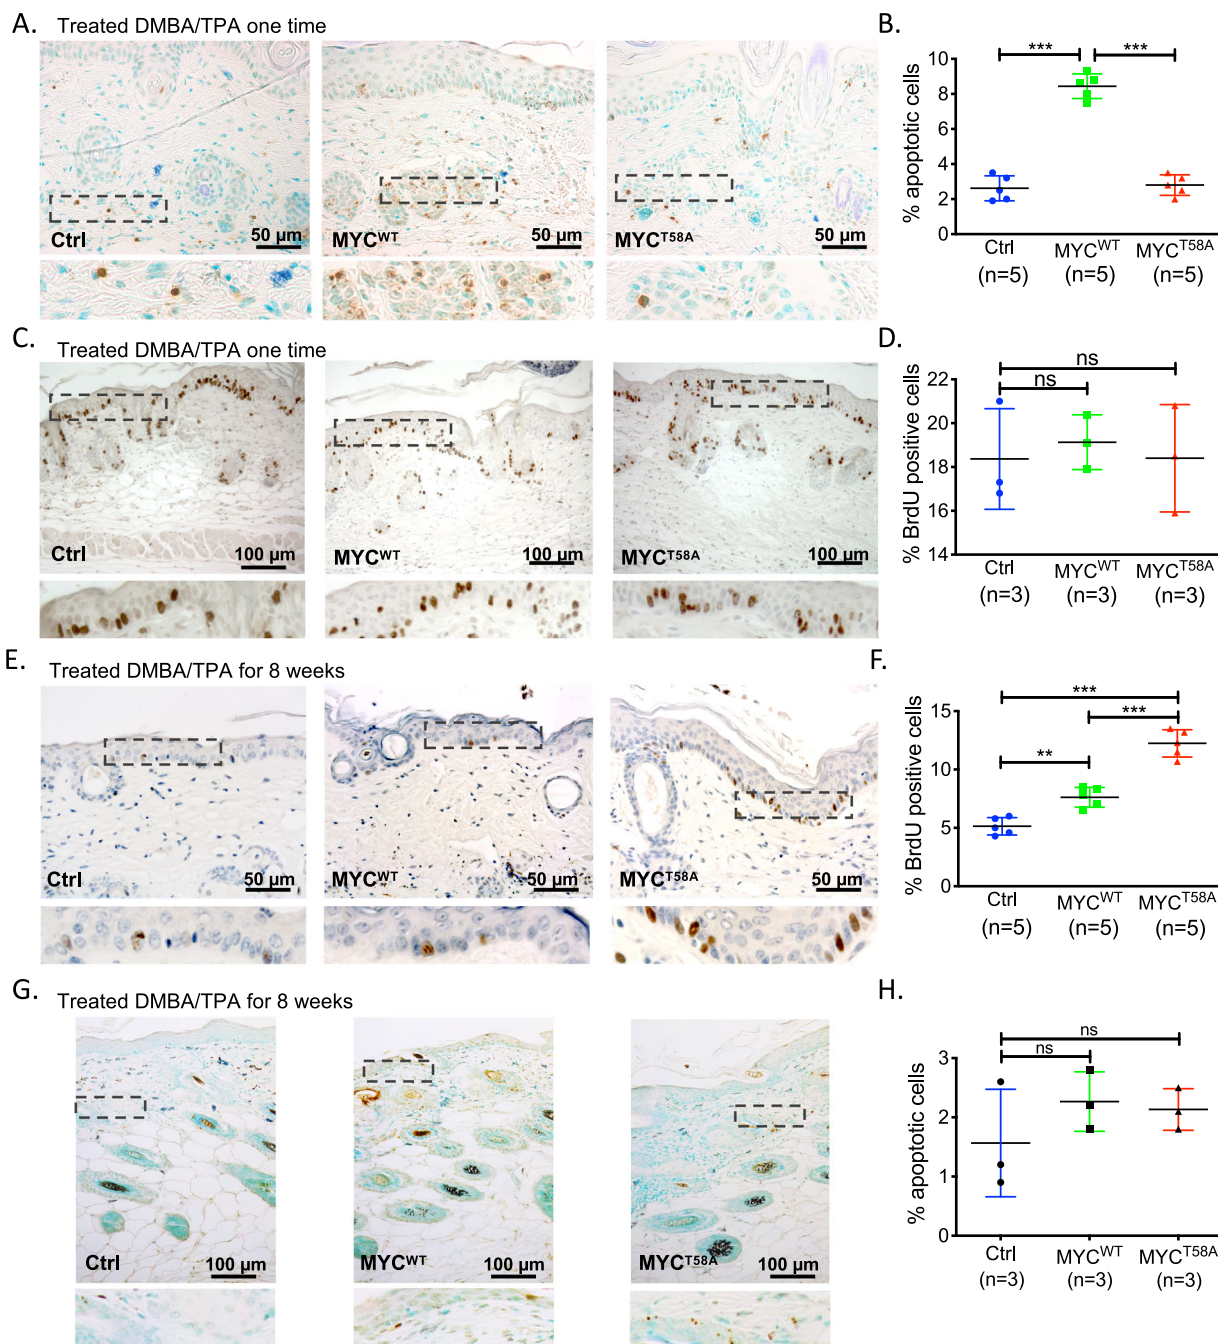 A. Treated DMBA/TPA one time
Ctrl
50 µm
MYCWT
50 µm
MYCT58A
50 µm
B.
*** ***
% apoptotic cells
10
8
6
4
2
0
Ctrl MYCWT MYCT58A
(n=5) (n=5) (n=5)
C. Treated DMBA/TPA one time
Ctrl
100 µm
MYCWT
100 µm
MYCT58A
100 µm
D.
ns
ns
% BrdU positive cells
22
20
18
16
14
Ctrl MYCWT MYCT58A
(n=3) (n=3) (n=3)
E. Treated DMBA/TPA for 8 weeks
Ctrl
50 µm
MYCWT
50 µm
MYCT58A
50 µm
F.
***
***
**
% BrdU positive cells
15
10
5
0
Ctrl MYCWT MYCT58A
(n=5) (n=5) (n=5)
G. Treated DMBA/TPA for 8 weeks
Ctrl
100 µm
MYCWT
100 µm
MYCT58A
100 µm
H.
ns
ns
% apoptotic cells
3
2
1
0
Ctrl MYCWT MYCT58A
(n=3) (n=3) (n=3)